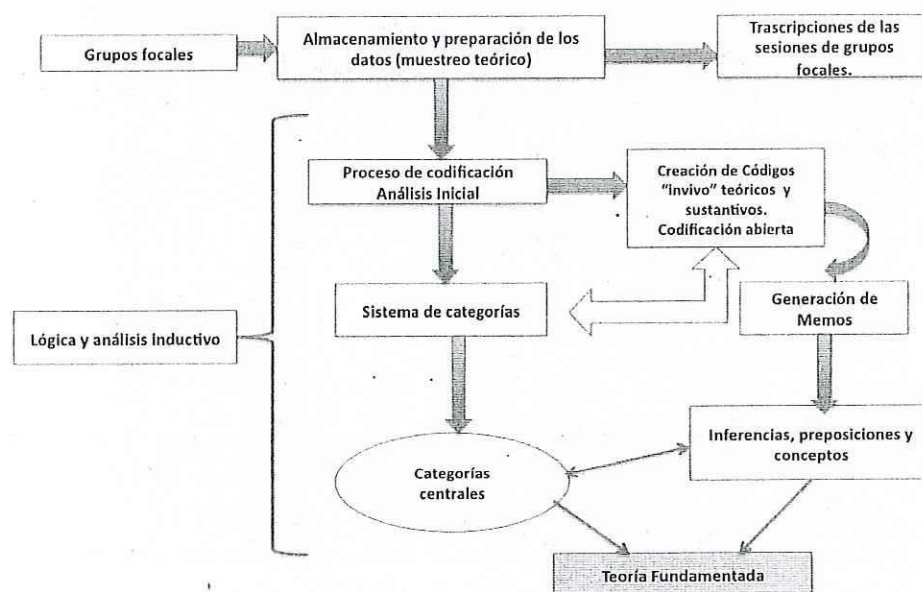 Grupos focales
Almacenamiento y preparación de los
datos (muestreo teórico)
Trascripciones de las
sesiones de grupos
focales.
Proceso de codificación
Análisis Inicial
Creación de Códigos
“invivo” teóricos y
sustantivos.
Codificación abierta
Sistema de categorías
Generación de
Memos
Lógica y análisis inductivo
Categorías
centrales
Inferencias, preposiciones y
conceptos
Teoría Fundamentada